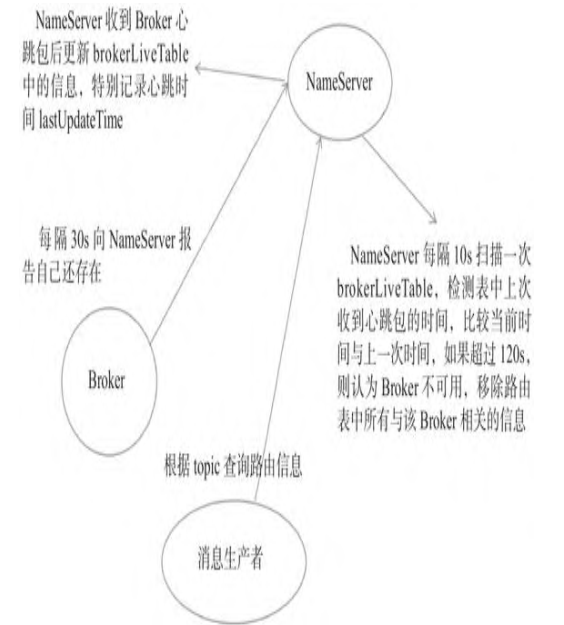 NameServer 收到 Broker 心
跳包后更新 brokerLiveTable
中的信息，特别记录心跳时
间 lastUpdateTime
NameServer
每隔 30s 向 NameServer 报
告自己还存在
NameServer 每隔 10s 扫描一次
brokerLiveTable，检测表中上次
收到心跳包的时间，比较当前时
间与上一次时间，如果超过 120s，
则认为 Broker 不可用，移除路由
表中所有与该 Broker 相关的信息
Broker
根据 topic 查询路由信息
消息生产者